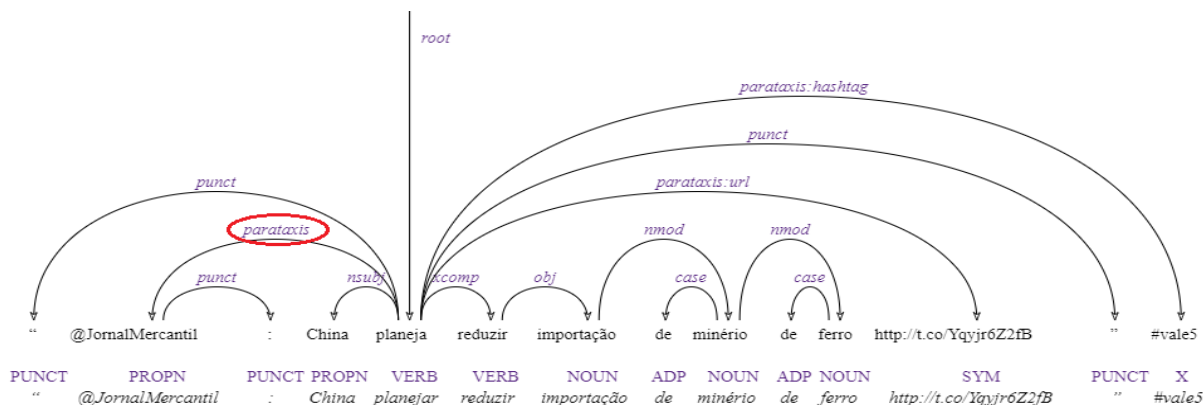 root
parataxis:hashtag
punct
punct parataxis:url
parataxis nmod nmod
punct nsubj xcomp obj case case
“ @JornalMercantil : China planeja reduzir importação de minério de ferro http://t.co/Yqyjr6Z2fB ” #vale5
PUNCT PROPN PUNCT PROPN VERB VERB NOUN ADP NOUN ADP NOUN SYM PUNCT X
“ @JornalMercantil : China planejar reduzir importação de minério de ferro http://t.co/Yqyjr6Z2fB ” #vale5